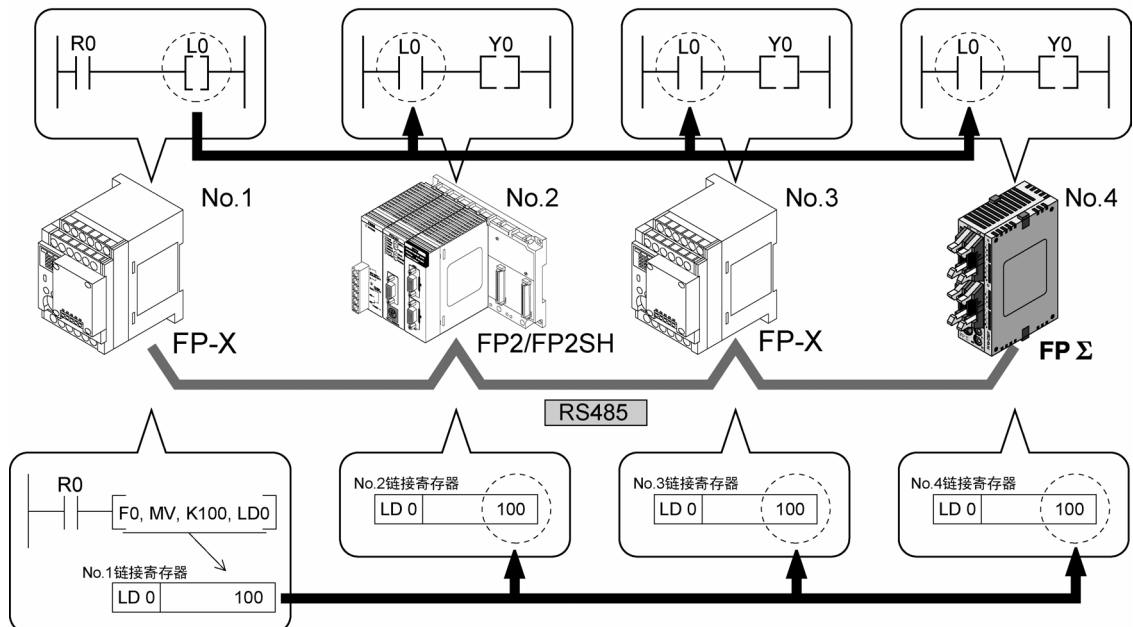 R0 L0
L0 Y0
L0 Y0
L0 Y0
No.1
No.2
No.3
No.4
FP-X
FP2/FP2SH
FP-X
FP Σ
RS485
R0
F0, MV, K100, LD0
No.1链接寄存器
LD 0 100
No.2链接寄存器
LD 0 100
No.3链接寄存器
LD 0 100
No.4链接寄存器
LD 0 100